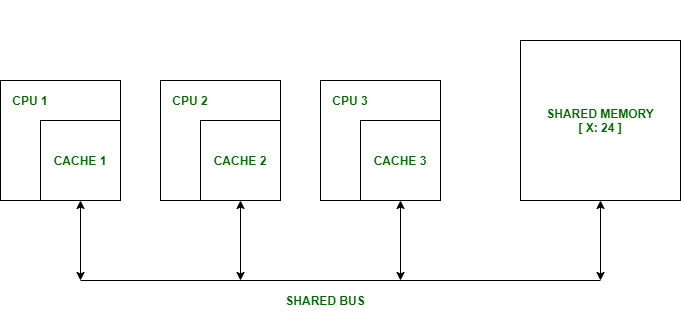 CPU 1
CACHE 1
CPU 2
CACHE 2
CPU 3
CACHE 3
SHARED MEMORY
[ X: 24 ]
SHARED BUS